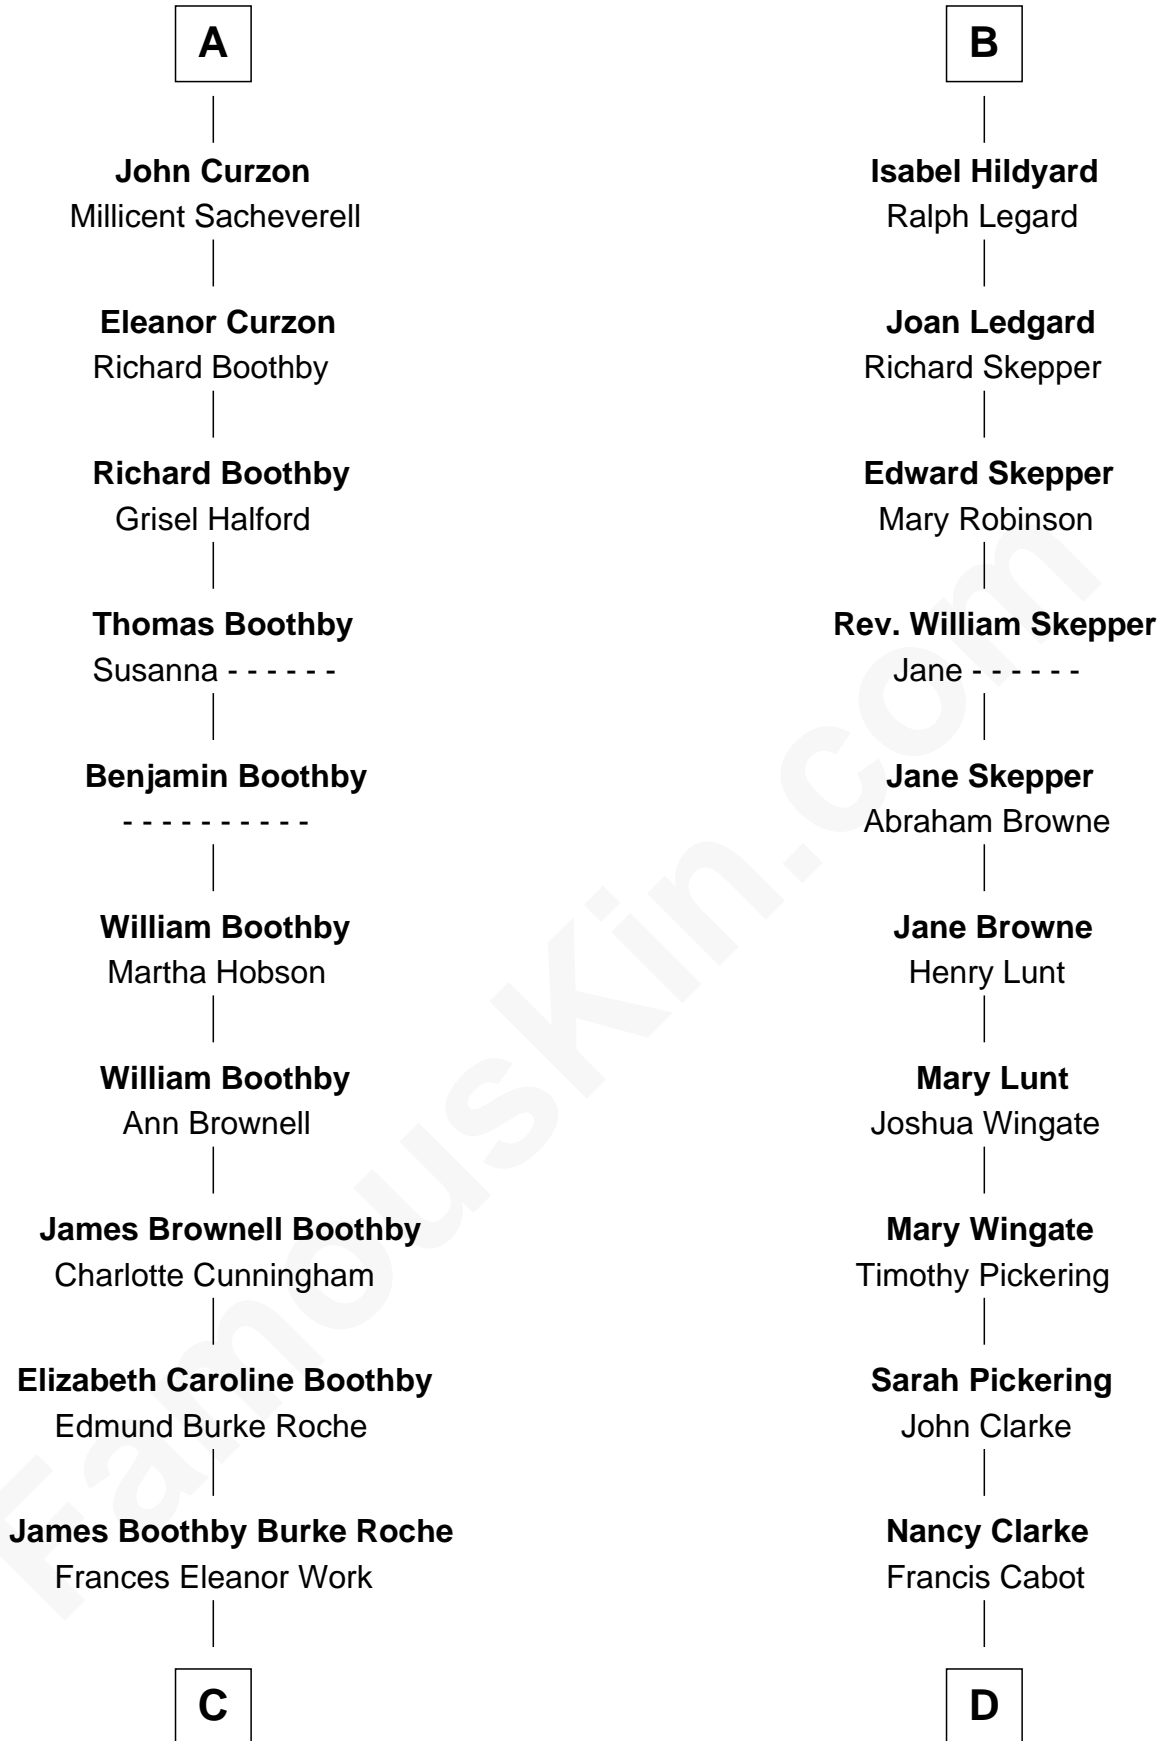 A
John Curzon
Millicent Sacheverell
Eleanor Curzon
Richard Boothby
Richard Boothby
Grisel Halford
Thomas Boothby
Susanna - - - - - -
Benjamin Boothby
- - - - - - - - - -
William Boothby
Martha Hobson
William Boothby
Ann Brownell
James Brownell Boothby
Charlotte Cunningham
Elizabeth Caroline Boothby
Edmund Burke Roche
James Boothby Burke Roche
Frances Eleanor Work
C
B
Isabel Hildyard
Ralph Legard
Joan Ledgard
Richard Skepper
Edward Skepper
Mary Robinson
Rev. William Skepper
Jane - - - - - -
Jane Skepper
Abraham Browne
Jane Browne
Henry Lunt
Mary Lunt
Joshua Wingate
Mary Wingate
Timothy Pickering
Sarah Pickering
John Clarke
Nancy Clarke
Francis Cabot
D
FamousKin.com